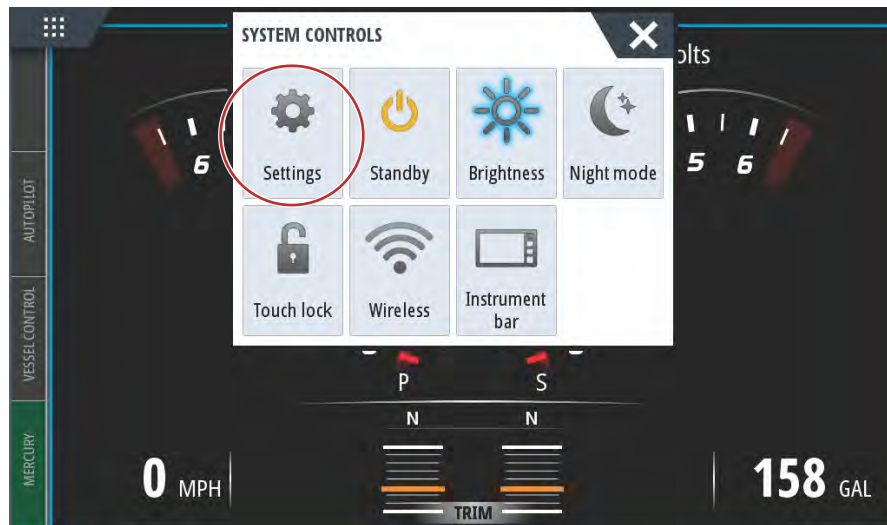 SYSTEM CONTROLS
olts
Settings
Standby
Brightness
Night mode
6
5 6
AUTOPILOT
Touch lock
Wireless
Instrument
bar
VESSEL CONTROL
P S
N N
MERCURY
0 MPH
158 GAL
TRIM